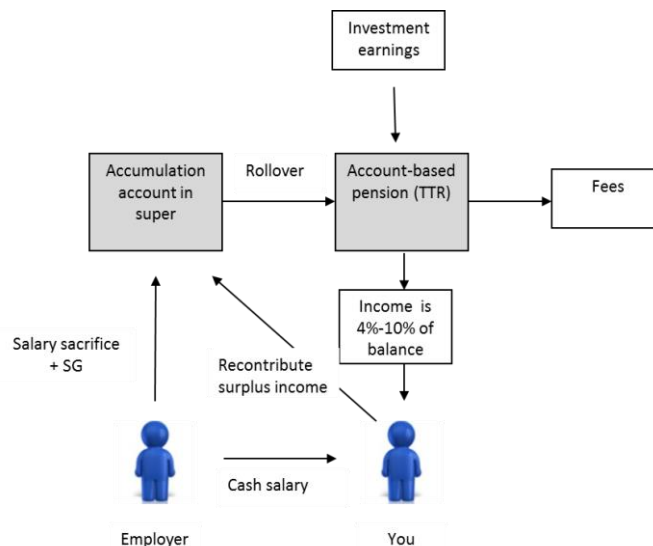 Investment
earnings
Accumulation
account in
super
Rollover
Account-based
pension (TTR)
Fees
Income is
4%-10% of
balance
Salary sacrifice
+ SG
Recontribute
surplus income
Cash salary
Employer
You